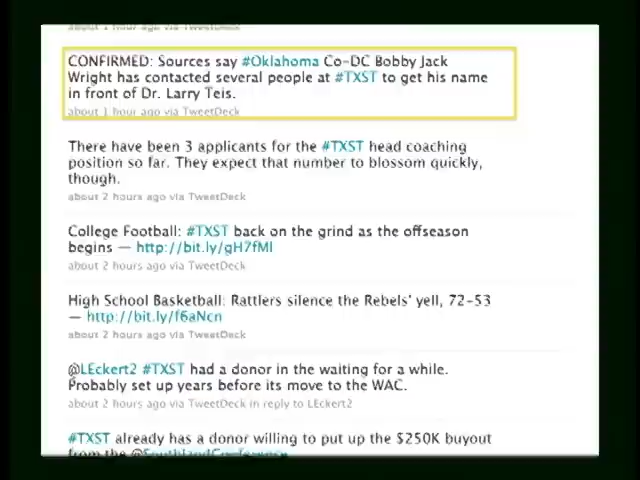 about 1 hour ago via TweetDeck
CONFIRMED: Sources say #Oklahoma Co-DC Bobby Jack
Wright has contacted several people at #TXST to get his name
in front of Dr. Larry Teis.
about 1 hour ago via TweetDeck
There have been 3 applicants for the #TXST head coaching
position so far. They expect that number to blossom quickly,
though.
about 2 hours ago via TweetDeck
College Football: #TXST back on the grind as the offseason
begins — http://bit.ly/gH7fMl
about 2 hours ago via TweetDeck
High School Basketball: Rattlers silence the Rebels' yell, 72-53
— http://bit.ly/f6aNcn
about 2 hours ago via TweetDeck
@LEckert2 #TXST had a donor in the waiting for a while.
Probably set up years before its move to the WAC.
about 2 hours ago via TweetDeck in reply to LEckert2
#TXST already has a donor willing to put up the $250K buyout
from the @SouthlandConference